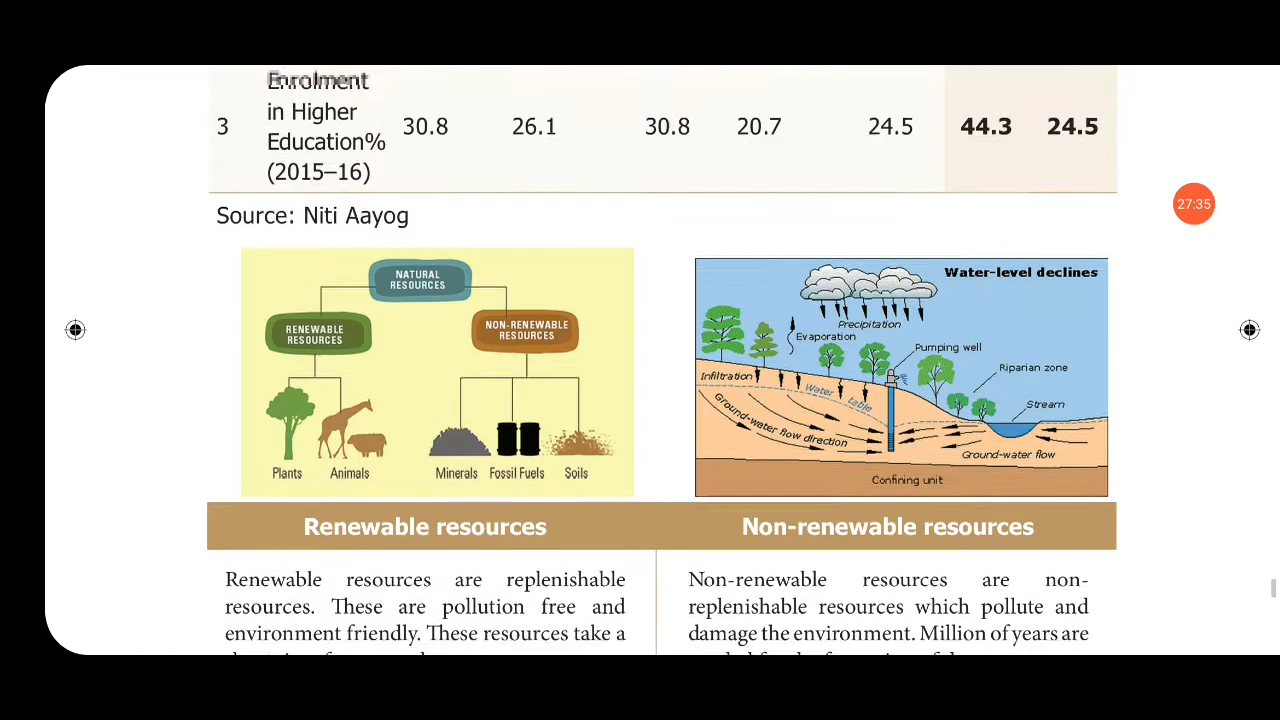 Enrolment
in Higher
Education%
(2015–16)
3 30.8 26.1 30.8 20.7 24.5 44.3 24.5
Source: Niti Aayog
27:35
NATURAL
RESOURCES
RENEWABLE
RESOURCES
NON-RENEWABLE
RESOURCES
Plants Animals Minerals Fossil Fuels Soils
Water-level declines
Precipitation
Evaporation
Pumping well
Riparian zone
Infiltration
Water table
Stream
Ground-water flow direction
Ground-water flow
Confining unit
Renewable resources
Non-renewable resources
Renewable resources are replenishable
resources. These are pollution free and
environment friendly. These resources take a
Non-renewable resources are non-
replenishable resources which pollute and
damage the environment. Million of years are